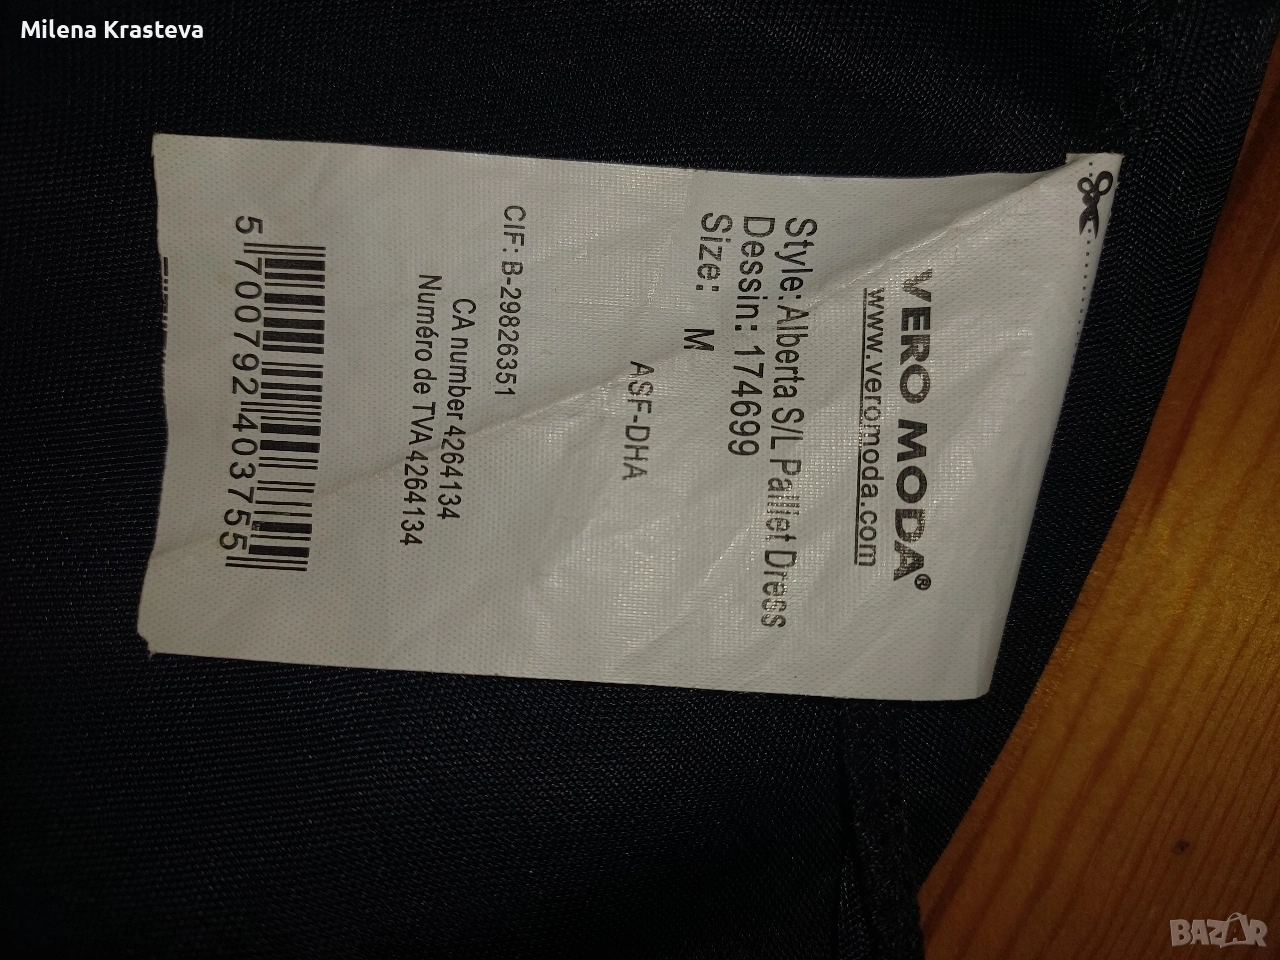 Milena Krasteva
VERO MODA®
www.veromoda.com
Style: Alberta S/L Palliet Dress
Dessin: 174699
Size: M
ASF-DHA
CIF: B-29826351
CA number 4264134
Numéro de TVA 4264134
5 700792 403755
BAZAR